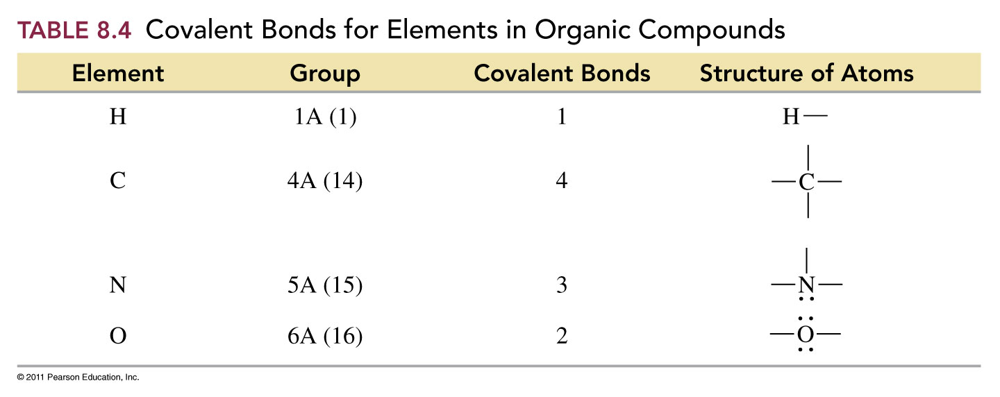 TABLE 8.4 Covalent Bonds for Elements in Organic Compounds
Element Group Covalent Bonds Structure of Atoms
H 1A (1) 1 H
C 4A (14) 4 C
N 5A (15) 3 N
O 6A (16) 2 O
© 2011 Pearson Education, Inc.